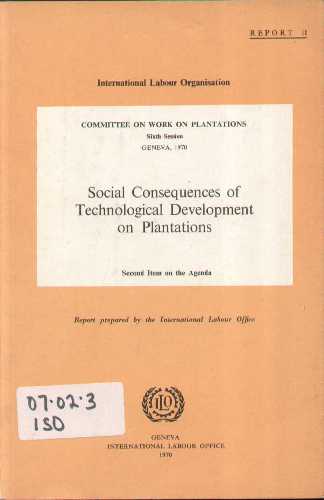 REPORT II
International Labour Organisation
COMMITTEE ON WORK ON PLANTATIONS
Sixth Session
GENEVA, 1970
Social Consequences of
Technological Development
on Plantations
Second Item on the Agenda
Report prepared by the International Labour Office
07.02.3
ISD
ILO
GENEVA
INTERNATIONAL LABOUR OFFICE
1970